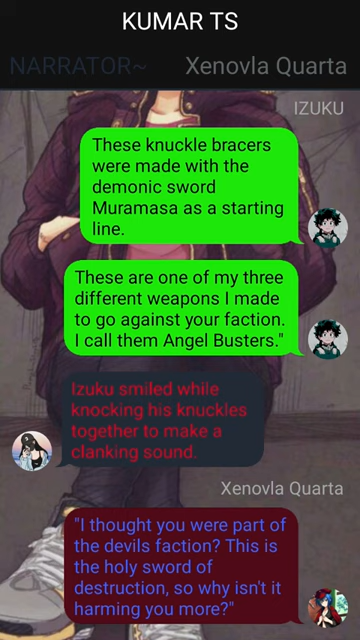 KUMAR TS
NARRATOR~ Xenovla Quarta
IZUKU
These knuckle bracers
were made with the
demonic sword
Muramasa as a starting
line.
These are one of my three
different weapons I made
to go against your faction.
I call them Angel Busters."
Izuku smiled while
knocking his knuckles
together to make a
clanking sound.
Xenovla Quarta
"I thought you were part of
the devils faction? This is
the holy sword of
destruction, so why isn't it
harming you more?"